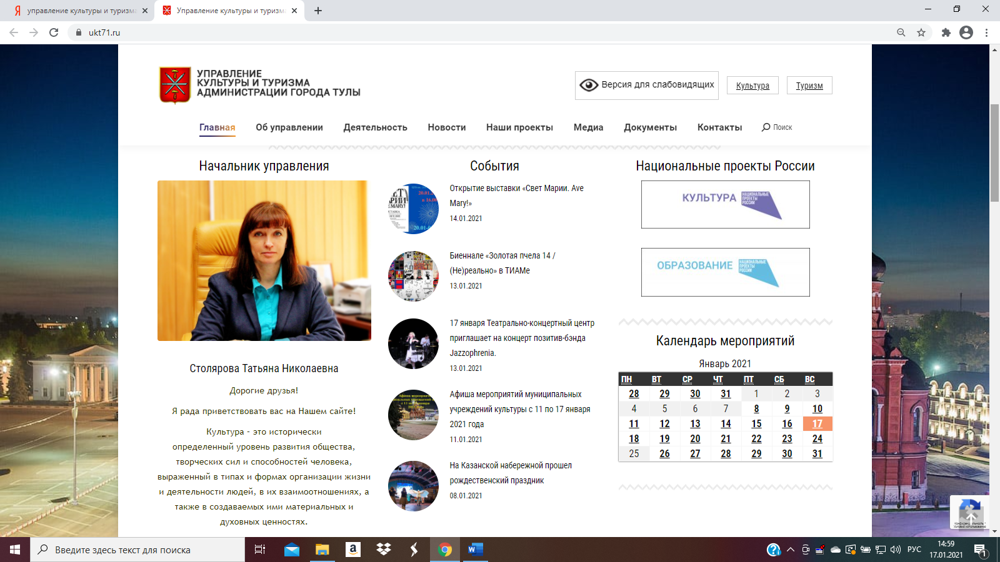 управление культуры и туризма
Управление культуры и туризма
ukt71.ru
УПРАВЛЕНИЕ
КУЛЬТУРЫ И ТУРИЗМА
АДМИНИСТРАЦИИ ГОРОДА ТУЛЫ
Версия для слабовидящих
Культура
Туризм
Главная
Об управлении
Деятельность
Новости
Наши проекты
Медиа
Документы
Контакты
Поиск
Начальник управления
Столярова Татьяна Николаевна
Дорогие друзья!
Я рада приветствовать вас на Нашем сайте!
Культура - это исторически
определенный уровень развития общества,
творческих сил и способностей человека,
выраженный в типах и формах организации жизни
и деятельности людей, в их взаимоотношениях, а
также в создаваемых ими материальных и
духовных ценностях.
События
Открытие выставки «Свет Марии. Ave
Mary!»
14.01.2021
Биеннале «Золотая пчела 14 /
(Не)реально» в ТИАМе
13.01.2021
17 января Театрально-концертный центр
приглашает на концерт позитив-бэнда
Jazzophrenia.
13.01.2021
Афиша мероприятий муниципальных
учреждений культуры с 11 по 17 января
2021 года
11.01.2021
На Казанской набережной прошел
рождественский праздник
08.01.2021
Национальные проекты России
КУЛЬТУРА НАЦИОНАЛЬНЫЕ ПРОЕКТЫ РОССИИ
ОБРАЗОВАНИЕ НАЦИОНАЛЬНЫЕ ПРОЕКТЫ РОССИИ
Календарь мероприятий
Январь 2021
ПН ВТ СР ЧТ ПТ СБ ВС
28 29 30 31 1 2 3
4 5 6 7 8 9 10
11 12 13 14 15 16 17
18 19 20 21 22 23 24
25 26 27 28 29 30 31
Введите здесь текст для поиска
РУС
14:59
17.01.2021
1